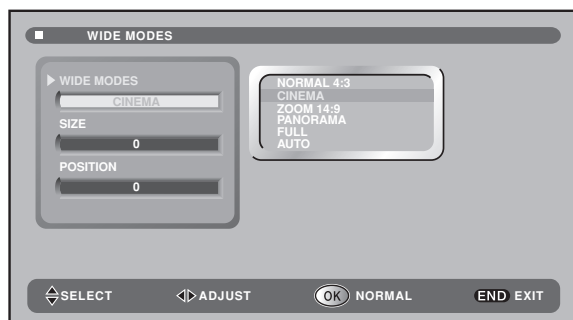 WIDE MODES
WIDE MODES
CINEMA
SIZE
0
POSITION
0
NORMAL 4:3
CINEMA
ZOOM 14:9
PANORAMA
FULL
AUTO
SELECT ADJUST OK NORMAL END EXIT